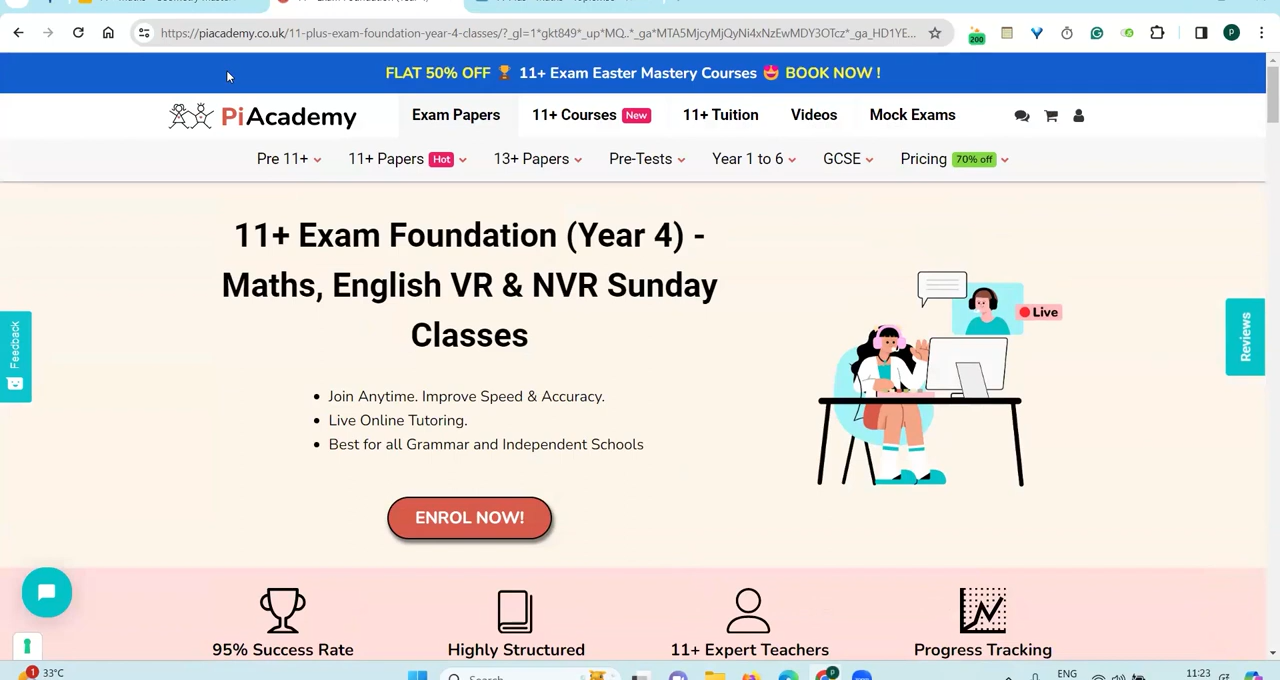 https://piacademy.co.uk/11-plus-exam-foundation-year-4-classes/?_gl=1*gkt849*_up*MQ..*_ga*MTA5MjcyMjQyNi4xNzEwMDY3OTcz*_ga_HD1YE...
200
P
FLAT 50% OFF 🏆 11+ Exam Easter Mastery Courses 🤩 BOOK NOW !
PiAcademy
Exam Papers
11+ Courses New
11+ Tuition
Videos
Mock Exams
Pre 11+
11+ Papers Hot
13+ Papers
Pre-Tests
Year 1 to 6
GCSE
Pricing 70% off
11+ Exam Foundation (Year 4) -
Maths, English VR & NVR Sunday
Classes
• Join Anytime. Improve Speed & Accuracy.
• Live Online Tutoring.
• Best for all Grammar and Independent Schools
ENROL NOW!
Live
Feedback
Reviews
95% Success Rate
Highly Structured
11+ Expert Teachers
Progress Tracking
1
33°C
Search
P
ENG
11:23